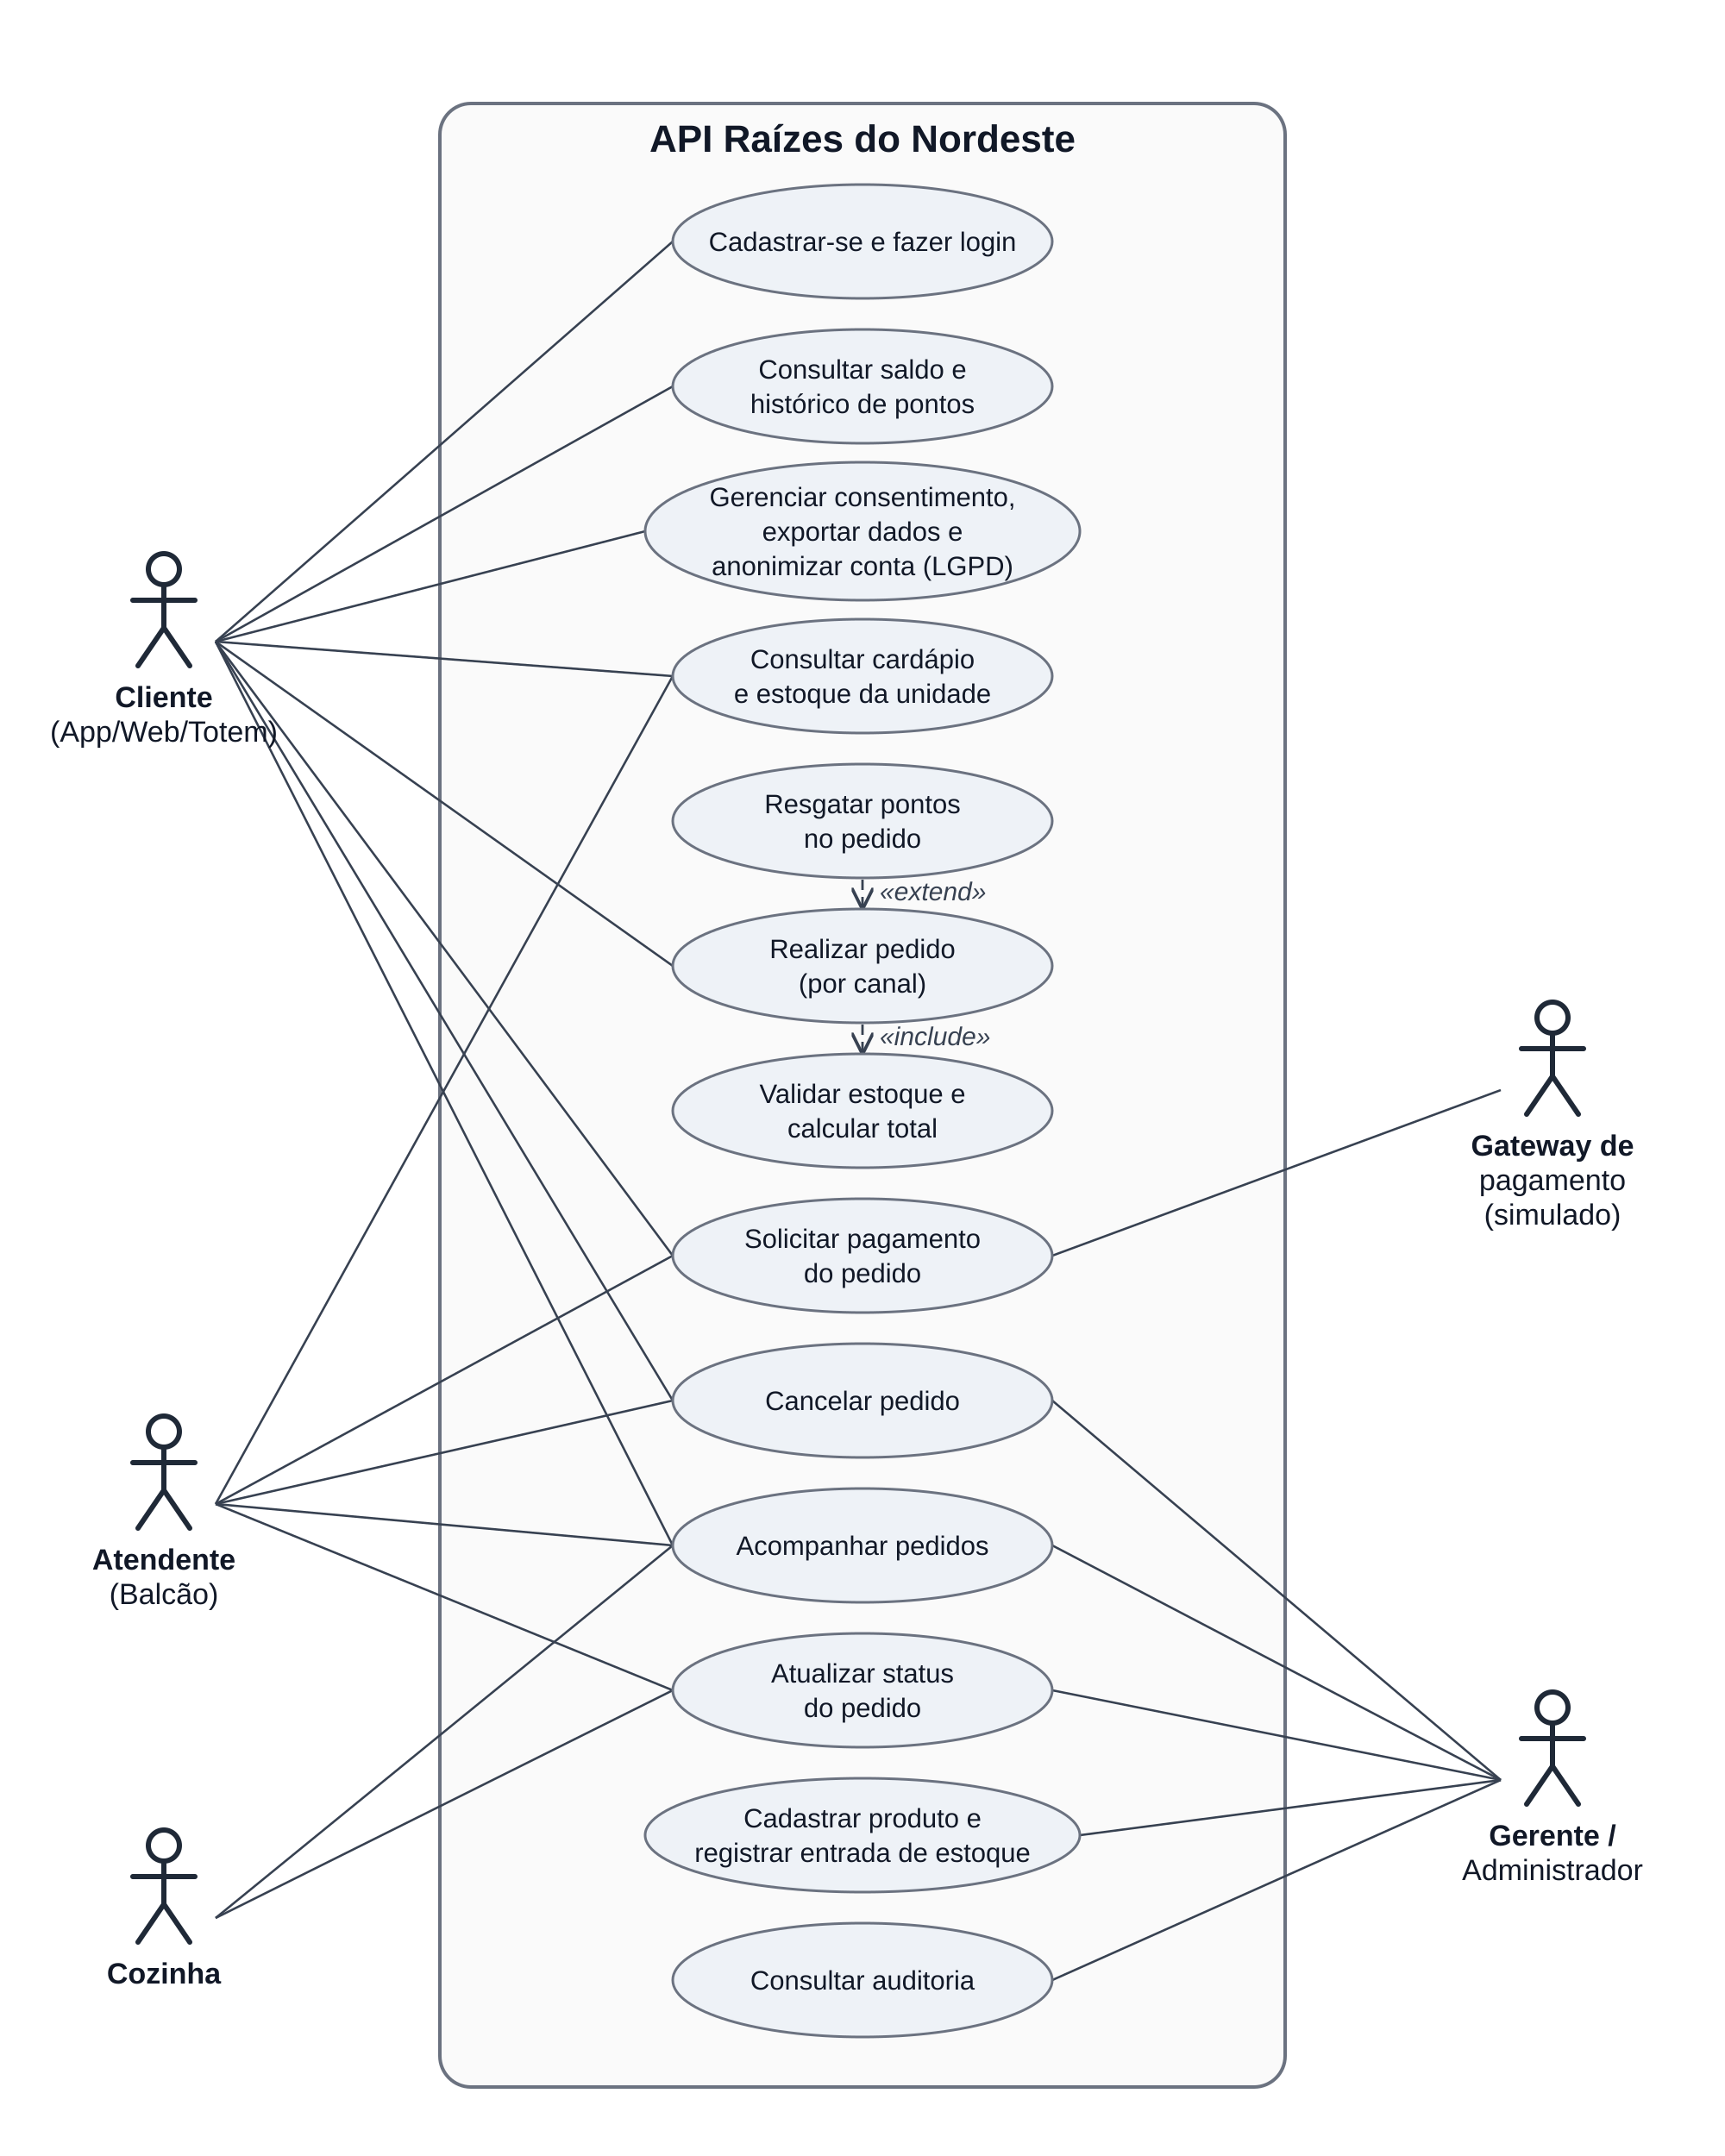 API Raízes do Nordeste
Cadastrar-se e fazer login
Consultar saldo e
histórico de pontos
Gerenciar consentimento,
exportar dados e
anonimizar conta (LGPD)
Cliente
(App/Web/Totem)
Consultar cardápio
e estoque da unidade
Resgatar pontos
no pedido
«extend»
Realizar pedido
(por canal)
«include»
Validar estoque e
calcular total
Gateway de
pagamento
(simulado)
Solicitar pagamento
do pedido
Cancelar pedido
Atendente
(Balcão)
Acompanhar pedidos
Atualizar status
do pedido
Cadastrar produto e
registrar entrada de estoque
Gerente /
Administrador
Cozinha
Consultar auditoria